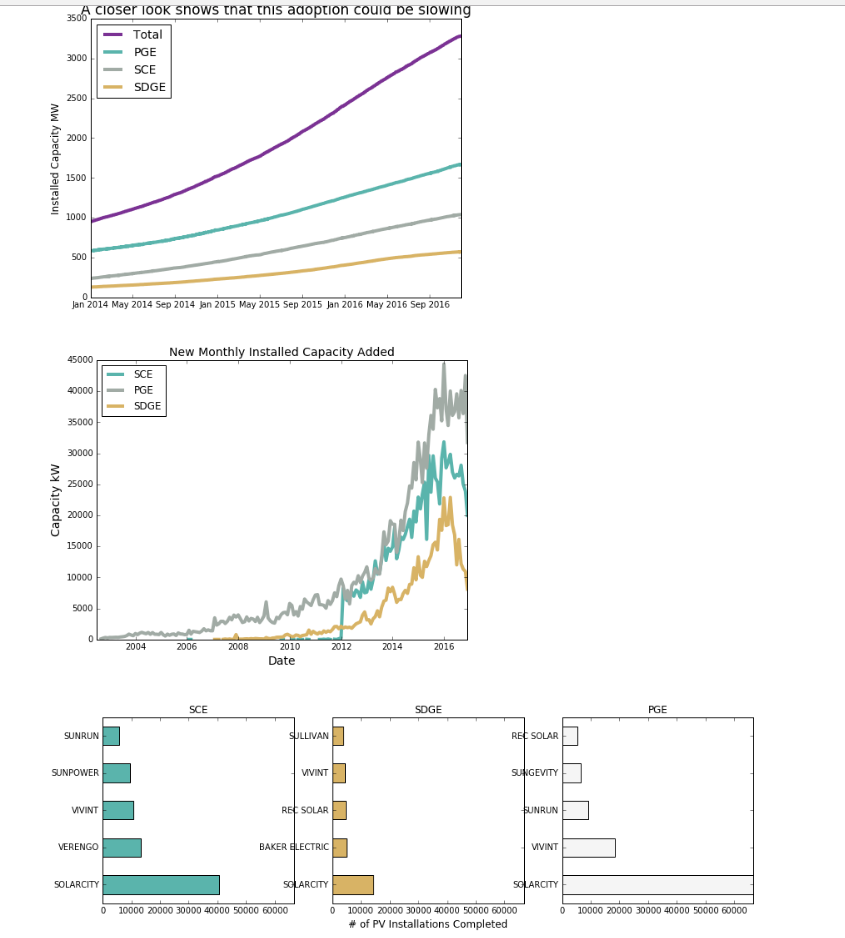 A closer look shows that this adoption could be slowing
3500
3000
2500
2000
1500
1000
500
0
Installed Capacity MW
Total
PGE
SCE
SDGE
Jan 2014 May 2014 Sep 2014 Jan 2015 May 2015 Sep 2015 Jan 2016 May 2016 Sep 2016
New Monthly Installed Capacity Added
45000
40000
35000
30000
25000
20000
15000
10000
5000
0
Capacity kW
SCE
PGE
SDGE
2004 2006 2008 2010 2012 2014 2016
Date
SCE
SUNRUN
SUNPOWER
VIVINT
VERENGO
SOLARCITY
0 10000 20000 30000 40000 50000 60000
SDGE
SULLIVAN
VIVINT
REC SOLAR
BAKER ELECTRIC
SOLARCITY
0 10000 20000 30000 40000 50000 60000
# of PV Installations Completed
PGE
REC SOLAR
SUNGEVITY
SUNRUN
VIVINT
SOLARCITY
0 10000 20000 30000 40000 50000 60000